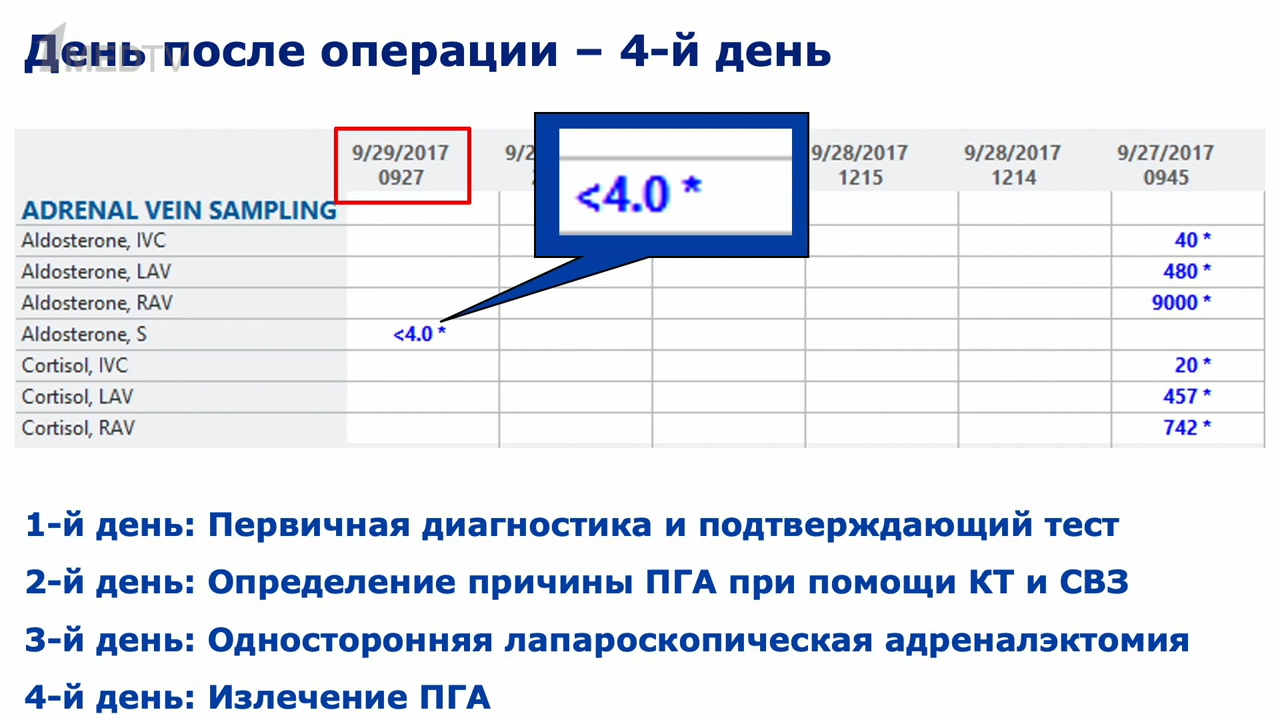 День после операции – 4-й день
MEDTV
9/29/2017 9/2 9/28/2017 9/28/2017 9/27/2017
0927 1215 1214 0945
<4.0 *
ADRENAL VEIN SAMPLING
Aldosterone, IVC 40 *
Aldosterone, LAV 480 *
Aldosterone, RAV 9000 *
Aldosterone, S <4.0 *
Cortisol, IVC 20 *
Cortisol, LAV 457 *
Cortisol, RAV 742 *
1-й день: Первичная диагностика и подтверждающий тест
2-й день: Определение причины ПГА при помощи КТ и СВЗ
3-й день: Односторонняя лапароскопическая адреналэктомия
4-й день: Излечение ПГА